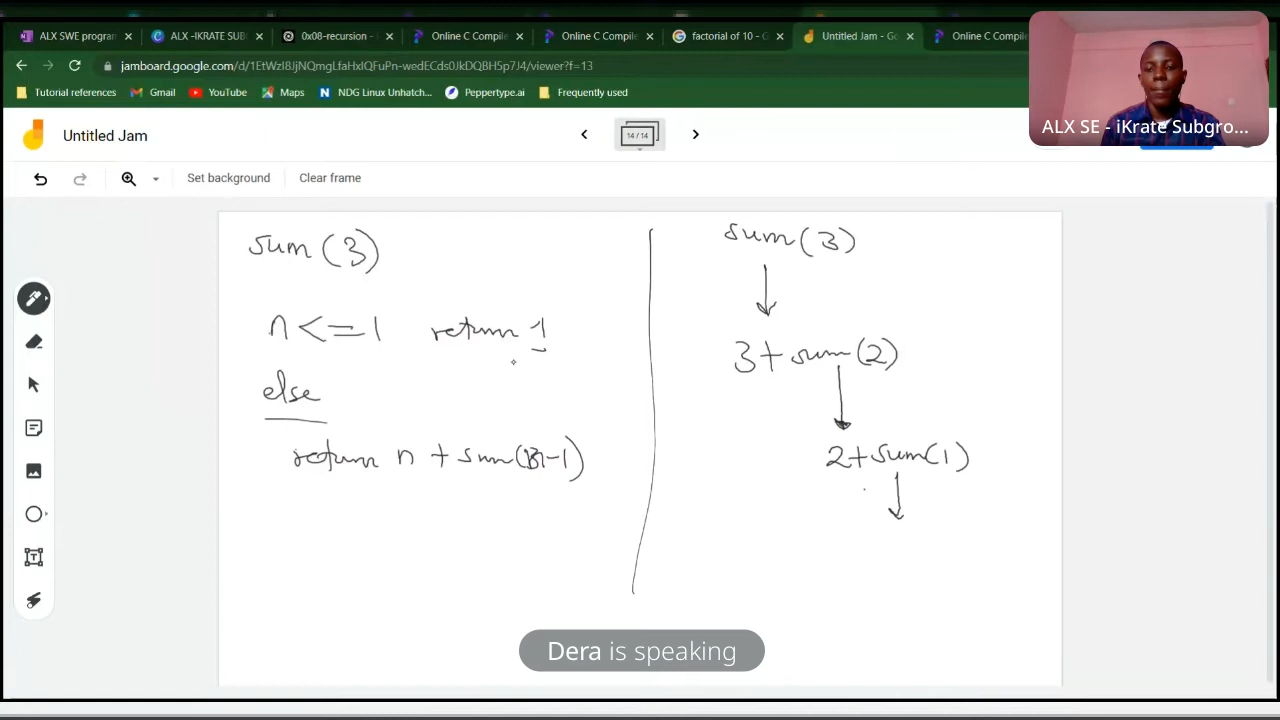 ALX SWE program
ALX -IKRATE SUB
0x08-recursion -
Online C Compile
Online C Compile
factorial of 10 - G
Untitled Jam - Go
Online C Compile
jamboard.google.com/d/1EtWzI8JjNQmgLfaHxIQFuPn-wedECds0JkDQBH5p7J4/viewer?f=13
Tutorial references
Gmail
YouTube
Maps
NDG Linux Unhatch...
Peppertype.ai
Frequently used
ALX SE - iKrate Subgro...
Untitled Jam
14 / 14
Set background
Clear frame
sum(3)
n<=1 return 1
else
return n + sum(n-1)
sum(3)
3+sum(2)
2+sum(1)
Dera is speaking